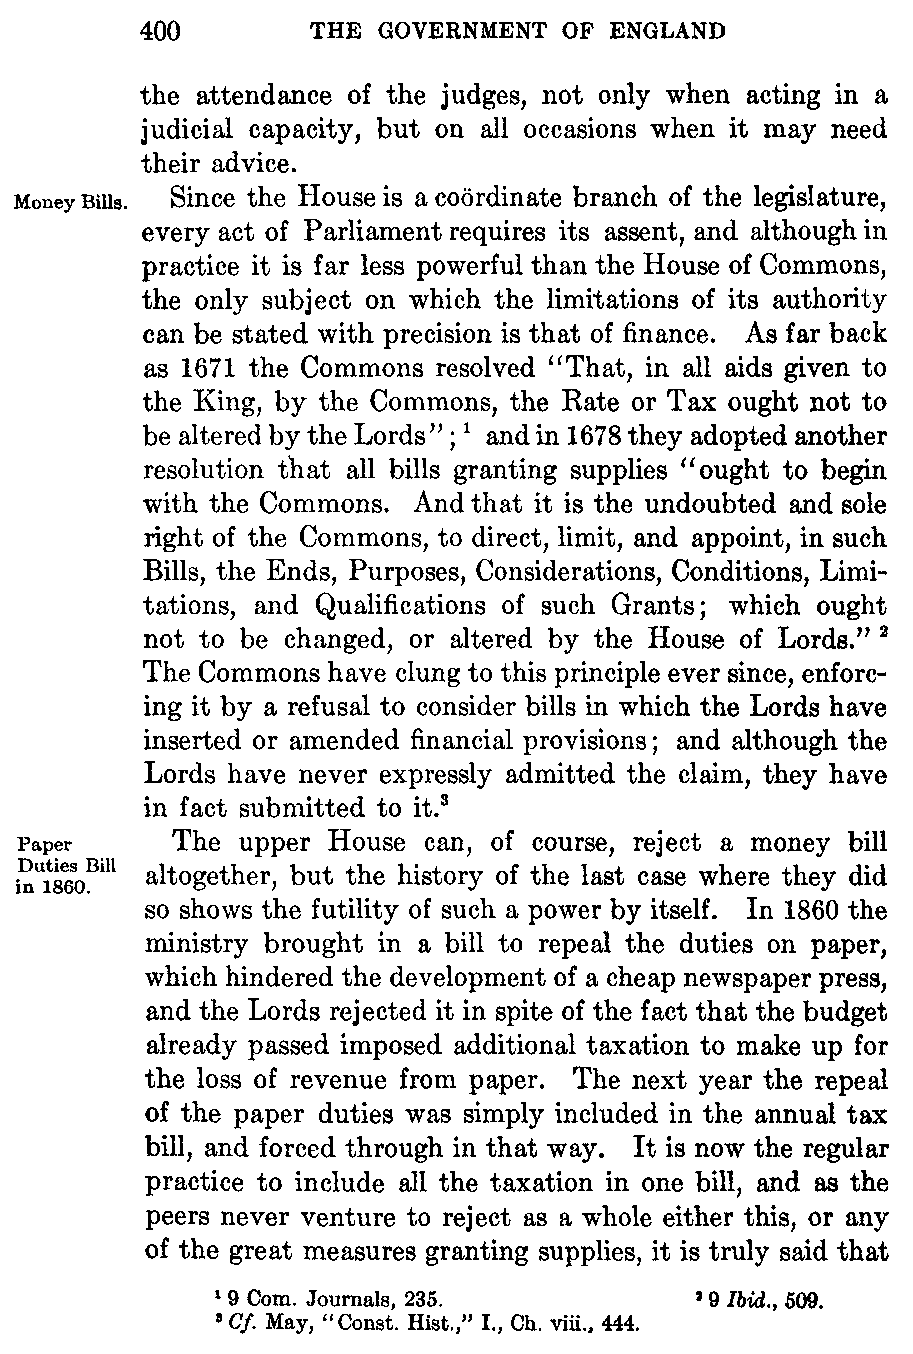 400 THE GOVERNMENT OF ENGLAND
the attendance of the judges, not only when acting in a
judicial capacity, but on all occasions when it may need
their advice.
Money Bills. Since the House is a coördinate branch of the legislature,
every act of Parliament requires its assent, and although in
practice it is far less powerful than the House of Commons,
the only subject on which the limitations of its authority
can be stated with precision is that of finance. As far back
as 1671 the Commons resolved “That, in all aids given to
the King, by the Commons, the Rate or Tax ought not to
be altered by the Lords” ; ¹ and in 1678 they adopted another
resolution that all bills granting supplies “ought to begin
with the Commons. And that it is the undoubted and sole
right of the Commons, to direct, limit, and appoint, in such
Bills, the Ends, Purposes, Considerations, Conditions, Limi-
tations, and Qualifications of such Grants; which ought
not to be changed, or altered by the House of Lords.” ²
The Commons have clung to this principle ever since, enforc-
ing it by a refusal to consider bills in which the Lords have
inserted or amended financial provisions; and although the
Lords have never expressly admitted the claim, they have
in fact submitted to it.³
Paper
Duties Bill
in 1860.
The upper House can, of course, reject a money bill
altogether, but the history of the last case where they did
so shows the futility of such a power by itself. In 1860 the
ministry brought in a bill to repeal the duties on paper,
which hindered the development of a cheap newspaper press,
and the Lords rejected it in spite of the fact that the budget
already passed imposed additional taxation to make up for
the loss of revenue from paper. The next year the repeal
of the paper duties was simply included in the annual tax
bill, and forced through in that way. It is now the regular
practice to include all the taxation in one bill, and as the
peers never venture to reject as a whole either this, or any
of the great measures granting supplies, it is truly said that
¹ 9 Com. Journals, 235. ² 9 Ibid., 509.
³ Cf. May, “Const. Hist.,” I., Ch. viii., 444.